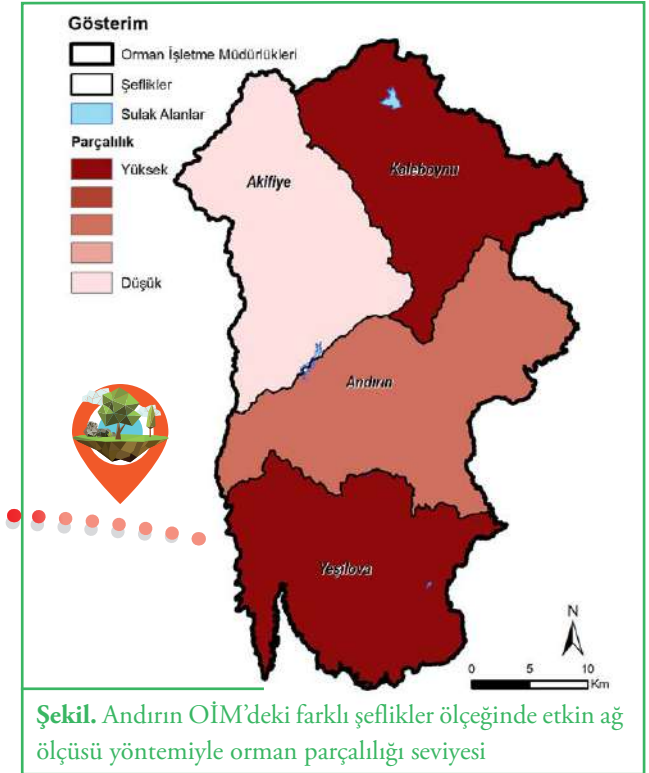 Gösterim
Orman İşletme Müdürlükleri
Şeflikler
Sulak Alanlar
Parçalılık
Yüksek
Düşük
Akifiye
Kaleboynu
Andırın
Yeşilova
N
0 5 10
Km
Şekil. Andırın OİM’deki farklı şeflikler ölçeğinde etkin ağ
ölçüsü yöntemiyle orman parçalılığı seviyesi